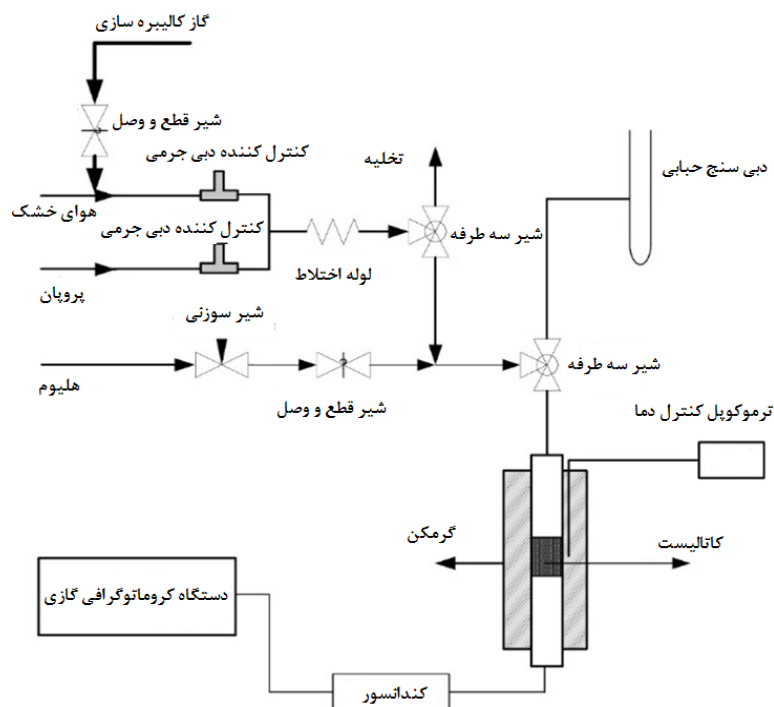 گاز کالیبره سازی
شیر قطع و وصل
کنترل کننده دبی جرمی
تخلیه
دبی سنج حبابی
هوای خشک
کنترل کننده دبی جرمی
شیر سه طرفه
لوله اختلاط
پروپان
شیر سوزنی
هلیوم
شیر قطع و وصل
شیر سه طرفه
ترموکوپل کنترل دما
گرمکن
کاتالیست
دستگاه کروماتوگرافی گازی
کندانسور